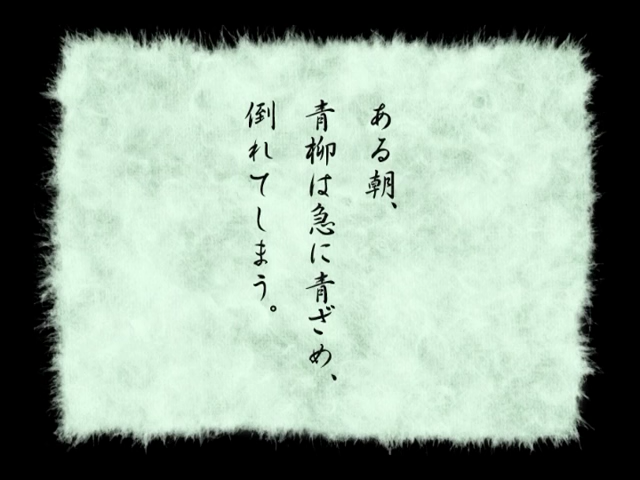 ある朝、
青柳は急に青ざめ、
倒れてしまう。